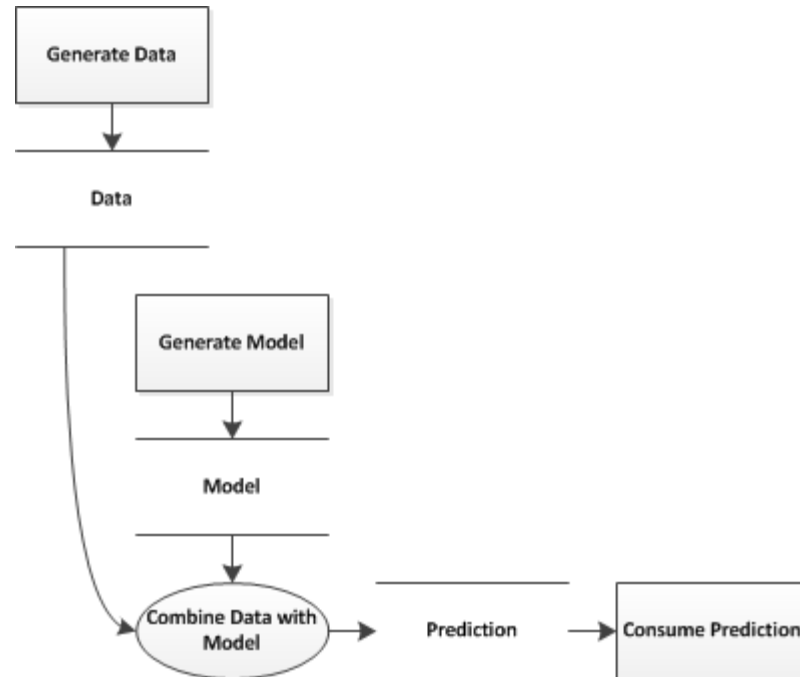 Generate Data
Data
Generate Model
Model
Combine Data with
Model
Prediction
Consume Prediction